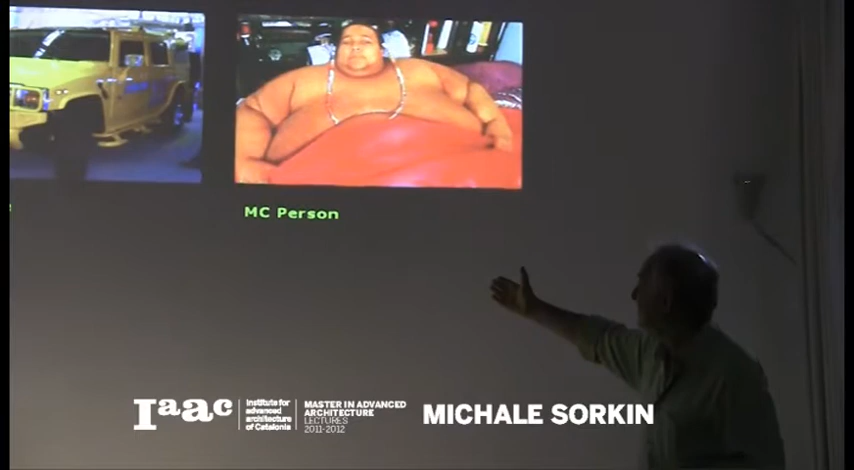 MC Person
Iaac
Institute for
advanced
architecture
of Catalonia
MASTER IN ADVANCED
ARCHITECTURE
LECTURES
2011-2012
MICHALE SORKIN